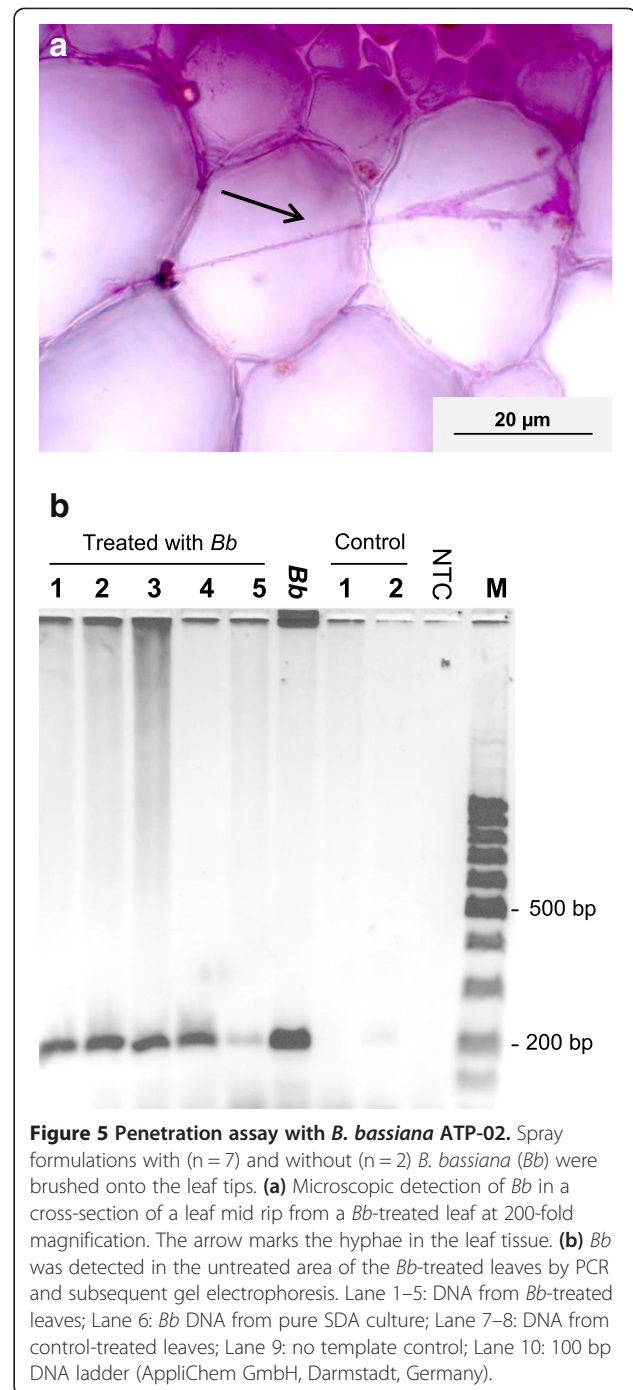 a
20 µm
b
Treated with Bb
Control
1 2 3 4 5 Bb 1 2 NTC M
- 500 bp
- 200 bp
Figure 5 Penetration assay with B. bassiana ATP-02. Spray
formulations with (n = 7) and without (n = 2) B. bassiana (Bb) were
brushed onto the leaf tips. (a) Microscopic detection of Bb in a
cross-section of a leaf mid rip from a Bb-treated leaf at 200-fold
magnification. The arrow marks the hyphae in the leaf tissue. (b) Bb
was detected in the untreated area of the Bb-treated leaves by PCR
and subsequent gel electrophoresis. Lane 1–5: DNA from Bb-treated
leaves; Lane 6: Bb DNA from pure SDA culture; Lane 7–8: DNA from
control-treated leaves; Lane 9: no template control; Lane 10: 100 bp
DNA ladder (AppliChem GmbH, Darmstadt, Germany).